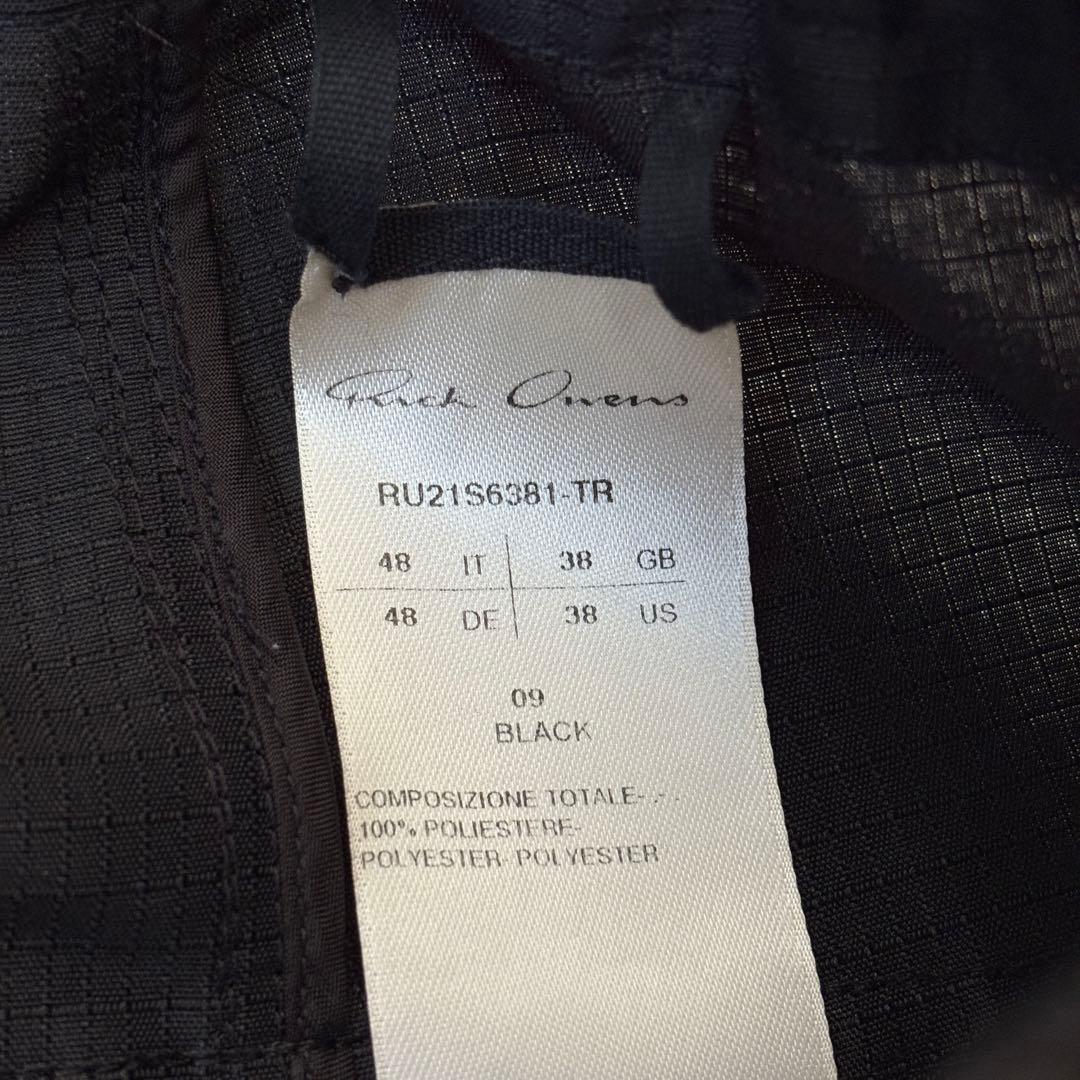 Rick Owens
RU21S6381-TR
48 IT 38 GB
48 DE 38 US
09
BLACK
COMPOSIZIONE TOTALE-.-.
100% POLIESTERE-
POLYESTER- POLYESTER